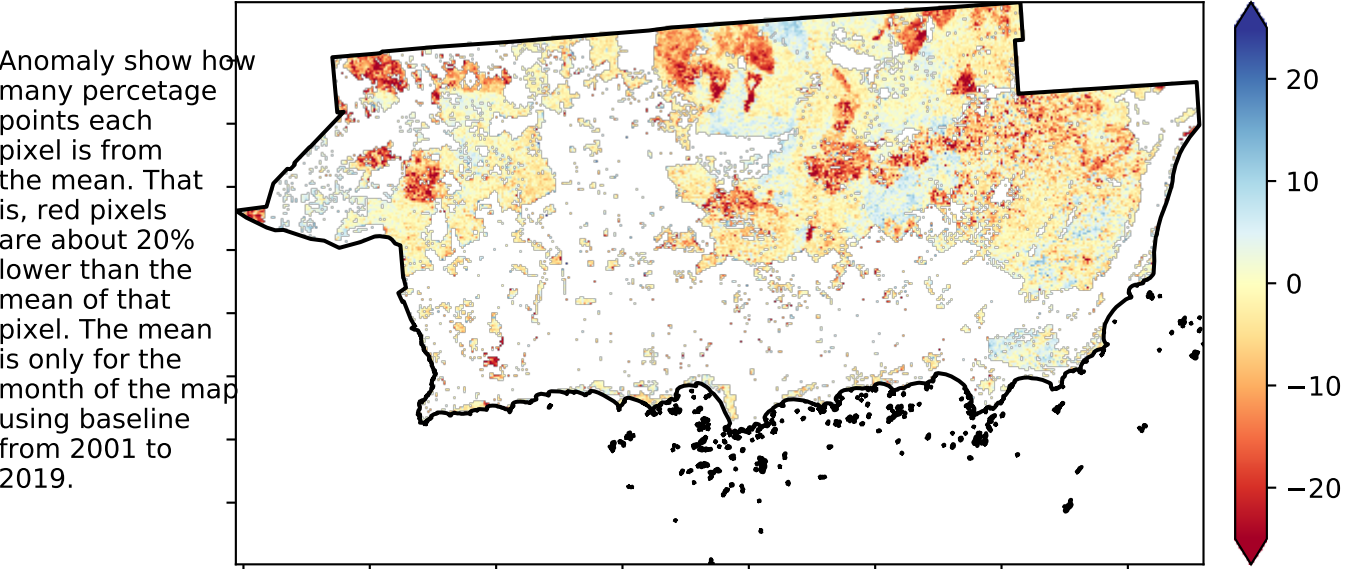 Anomaly show how
many percetage
points each
pixel is from
the mean. That
is, red pixels
are about 20%
lower than the
mean of that
pixel. The mean
is only for the
month of the map
using baseline
from 2001 to
2019.
20
10
0
−10
−20